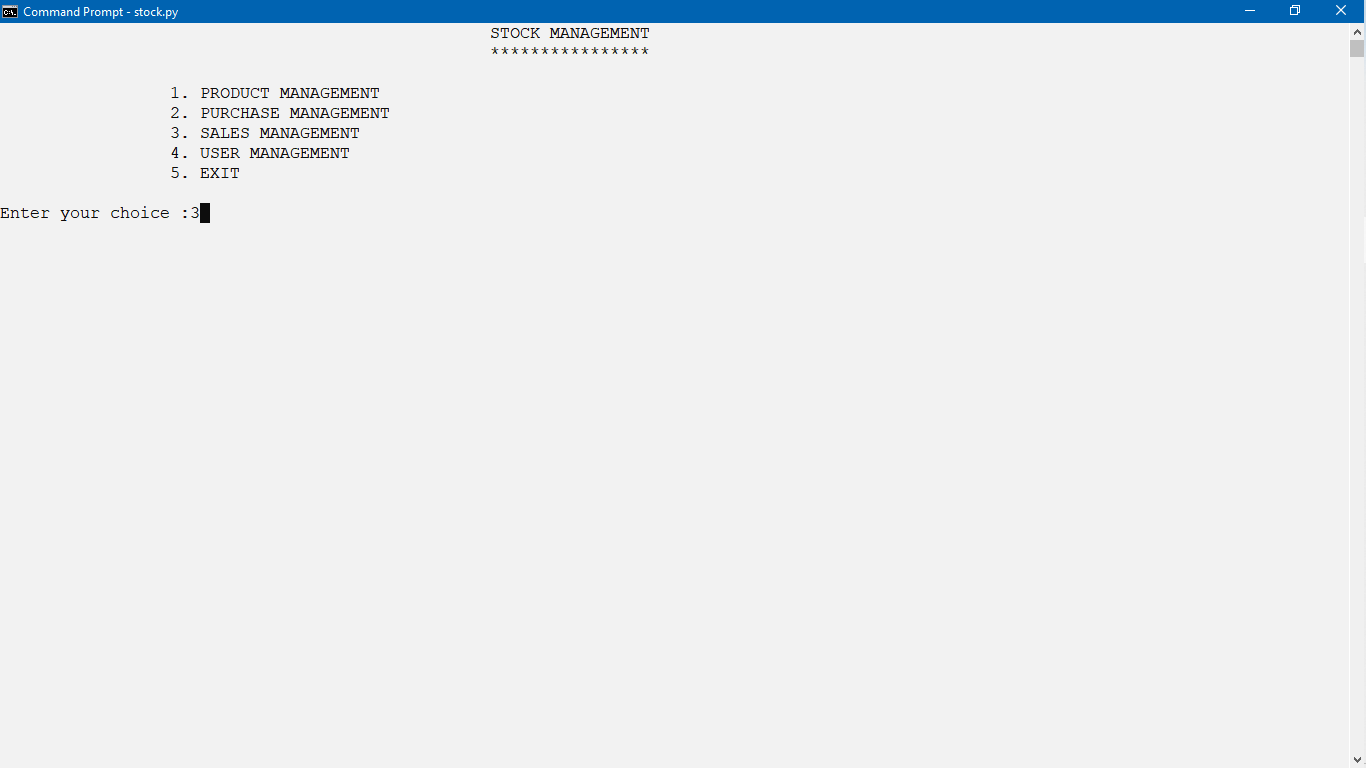 Command Prompt - stock.py
STOCK MANAGEMENT
****************
1. PRODUCT MANAGEMENT
2. PURCHASE MANAGEMENT
3. SALES MANAGEMENT
4. USER MANAGEMENT
5. EXIT
Enter your choice :3